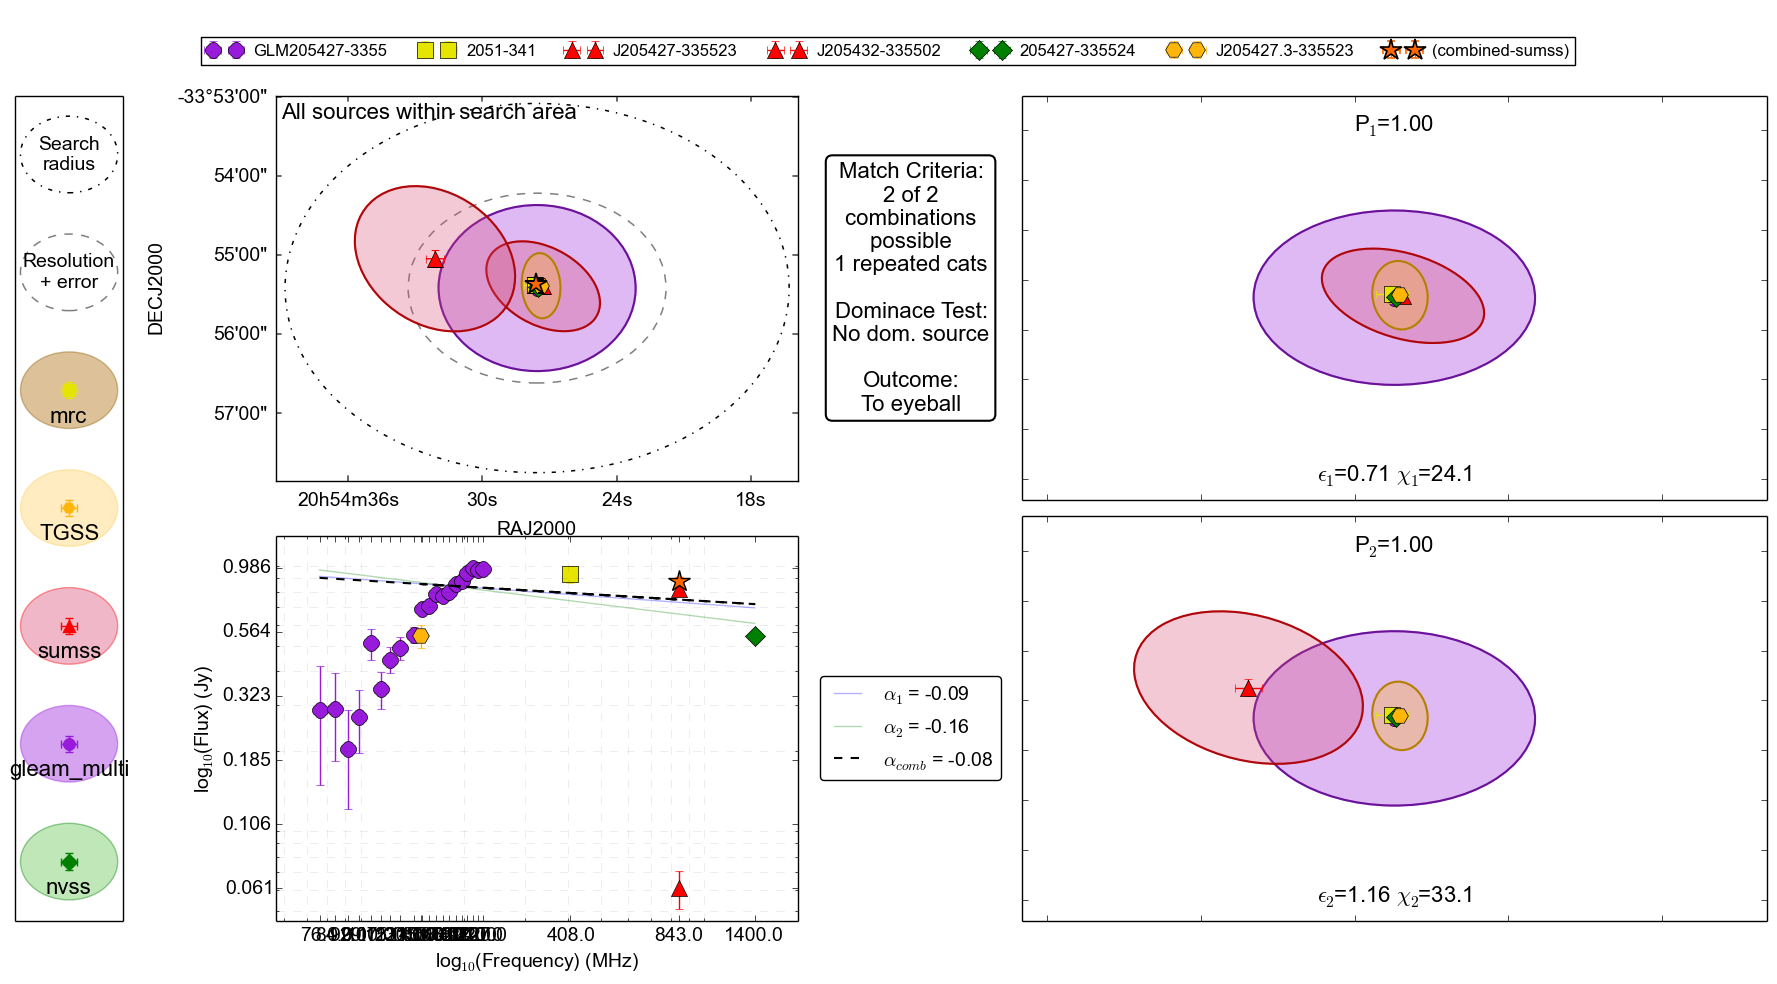 GLM205427-3355 2051-341 J205427-335523 J205432-335502 205427-335524 J205427.3-335523 (combined-sumss)
Search
radius
Resolution
+ error
mrc
TGSS
sumss
gleam_multi
nvss
All sources within search area
-33°53'00"
54'00"
55'00"
56'00"
57'00"
DECJ2000
20h54m36s 30s 24s 18s
RAJ2000
Match Criteria:
2 of 2
combinations
possible
1 repeated cats
Dominace Test:
No dom. source
Outcome:
To eyeball
P1=1.00
ϵ1=0.71 χ1=24.1
0.986
0.564
0.323
0.185
0.106
0.061
log10(Flux) (Jy)
408.0 843.0 1400.0
log10(Frequency) (MHz)
α1 = -0.09
α2 = -0.16
αcomb = -0.08
P2=1.00
ϵ2=1.16 χ2=33.1